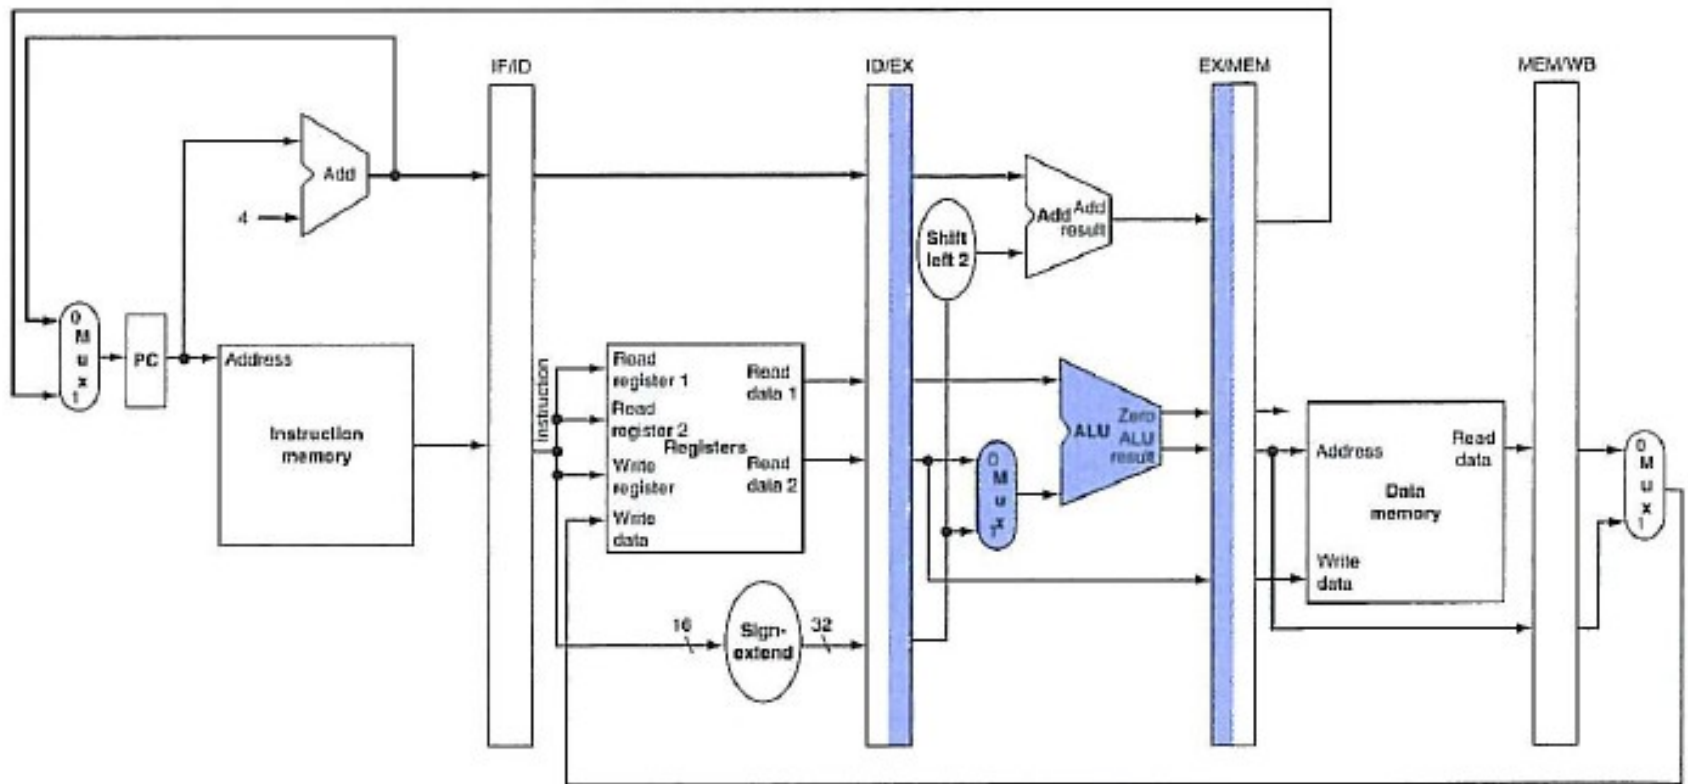 IF/ID
ID/EX
EX/MEM
MEM/WB
Add
4
Shift
left 2
Add
Add
result
0
M
u
x
1
PC
Address
Instruction
memory
Instruction
Read
register 1
Read
register 2
Write
register
Write
data
Registers
Read
data 1
Read
data 2
16
Sign-
extend
32
0
M
u
x
1
ALU
Zero
ALU
result
Address
Write
data
Data
memory
Read
data
0
M
u
x
1